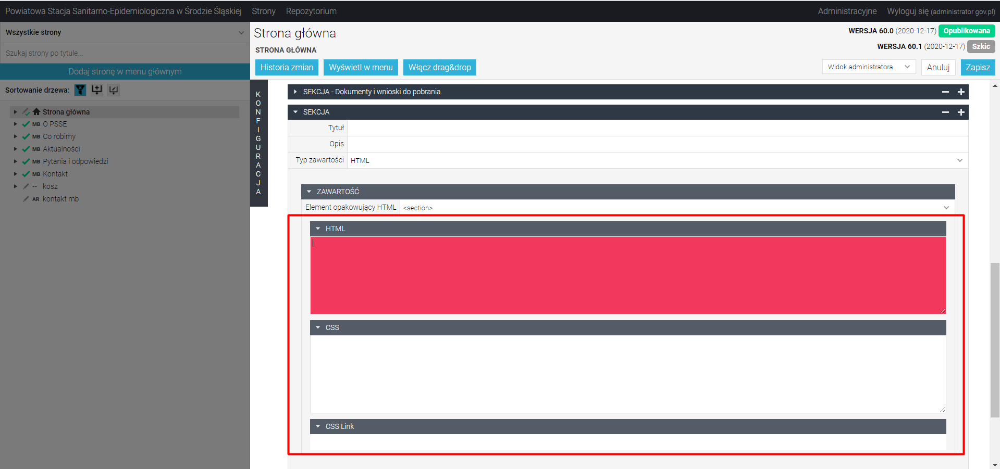 Powiatowa Stacja Sanitarno-Epidemiologiczna w Środzie Śląskiej Strony Repozytorium Administracyjne Wyloguj się (administrator gov.pl)
Wszystkie strony
Szukaj strony po tytule...
Dodaj stronę w menu głównym
Sortowanie drzewa:
Strona główna
MB O PSSE
MB Co robimy
MB Aktualności
MB Pytania i odpowiedzi
MB Kontakt
-- kosz
AR kontakt mb
Strona główna
STRONA GŁÓWNA
WERSJA 60.0 (2020-12-17) Opublikowana
WERSJA 60.1 (2020-12-17) Szkic
Historia zmian Wyświetl w menu Włącz drag&drop Widok administratora Anuluj Zapisz
KONFIGURACJA
SEKCJA - Dokumenty i wnioski do pobrania
SEKCJA
Tytuł
Opis
Typ zawartości HTML
ZAWARTOŚĆ
Element opakowujący HTML <section>
HTML
CSS
CSS Link